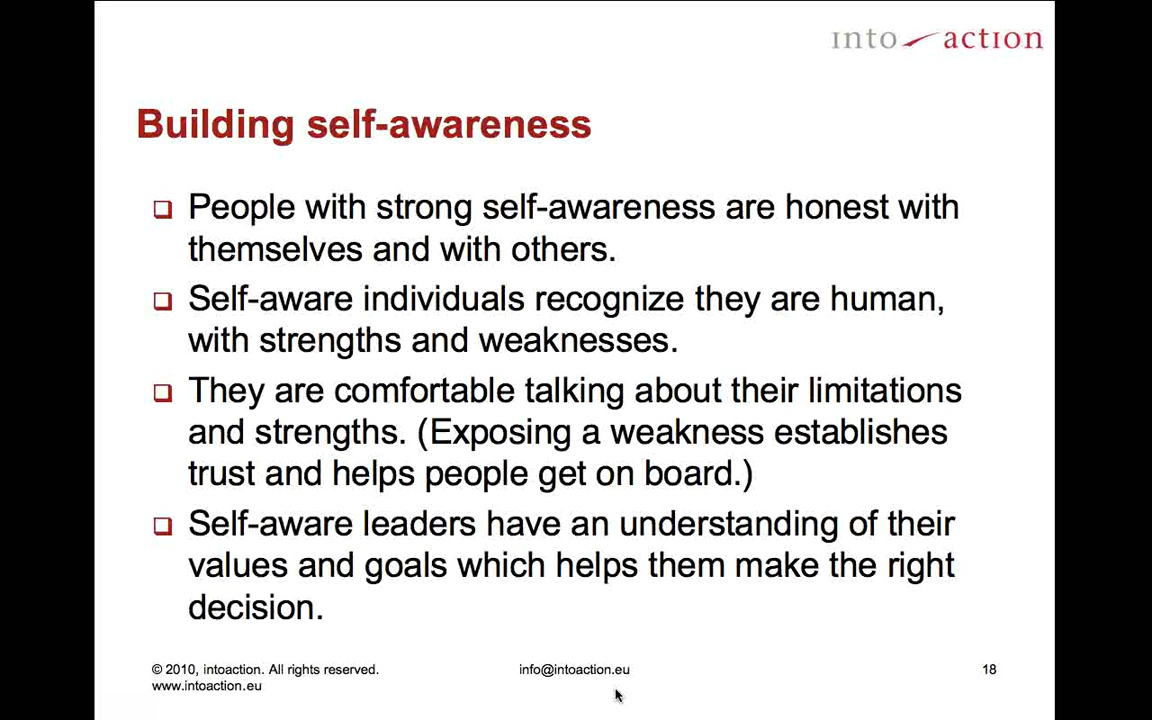 into action
Building self-awareness
People with strong self-awareness are honest with
themselves and with others.
Self-aware individuals recognize they are human,
with strengths and weaknesses.
They are comfortable talking about their limitations
and strengths. (Exposing a weakness establishes
trust and helps people get on board.)
Self-aware leaders have an understanding of their
values and goals which helps them make the right
decision.
© 2010, intoaction. All rights reserved.
www.intoaction.eu
info@intoaction.eu
18